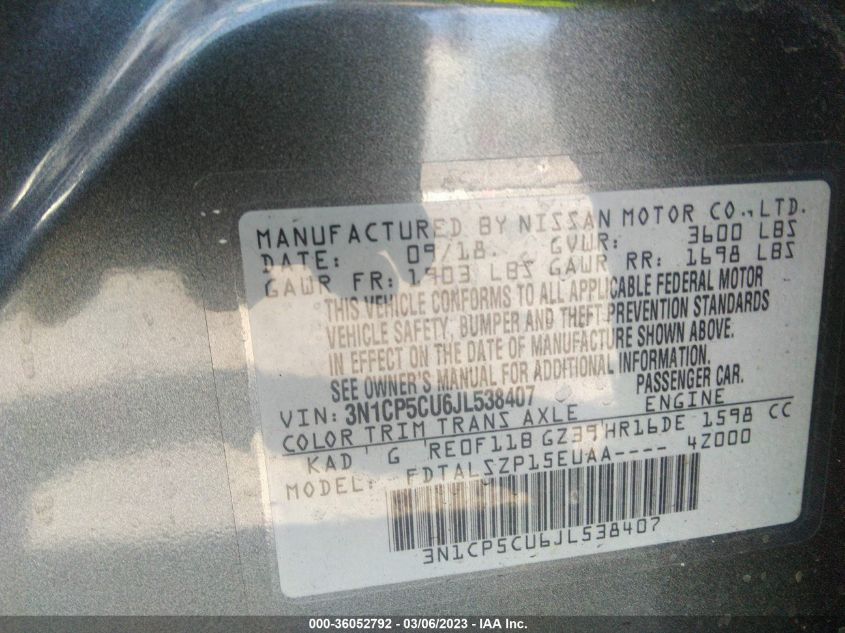 MANUFACTURED BY NISSAN MOTOR CO., LTD.
DATE: 09/18. GVWR: 3600 LBS
GAWR FR: 1903 LBS GAWR RR: 1698 LBS
THIS VEHICLE CONFORMS TO ALL APPLICABLE FEDERAL MOTOR
VEHICLE SAFETY, BUMPER AND THEFT PREVENTION STANDARDS
IN EFFECT ON THE DATE OF MANUFACTURE SHOWN ABOVE.
SEE OWNER'S MANUAL FOR ADDITIONAL INFORMATION.
VIN: 3N1CP5CU6JL538407 PASSENGER CAR.
COLOR TRIM TRANS AXLE ENGINE
KAD G RE0F11B GZ39 HR16DE 1598 CC
MODEL: FDTALSZP15EUAA---- 4Z000
3N1CP5CU6JL538407
000-36052792 - 03/06/2023 - IAA Inc.